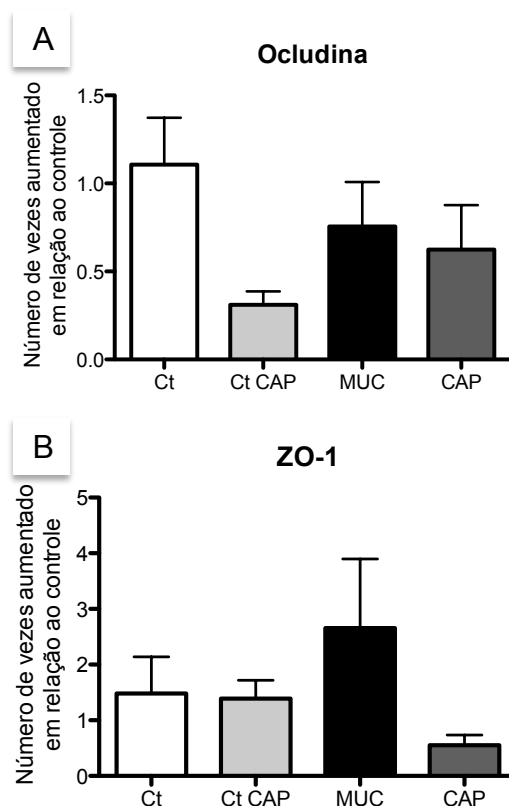 A
Ocludina
Número de vezes aumentado
em relação ao controle
1.5
1.0
0.5
0.0
Ct
Ct CAP
MUC
CAP
B
ZO-1
Número de vezes aumentado
em relação ao controle
5
4
3
2
1
0
Ct
Ct CAP
MUC
CAP